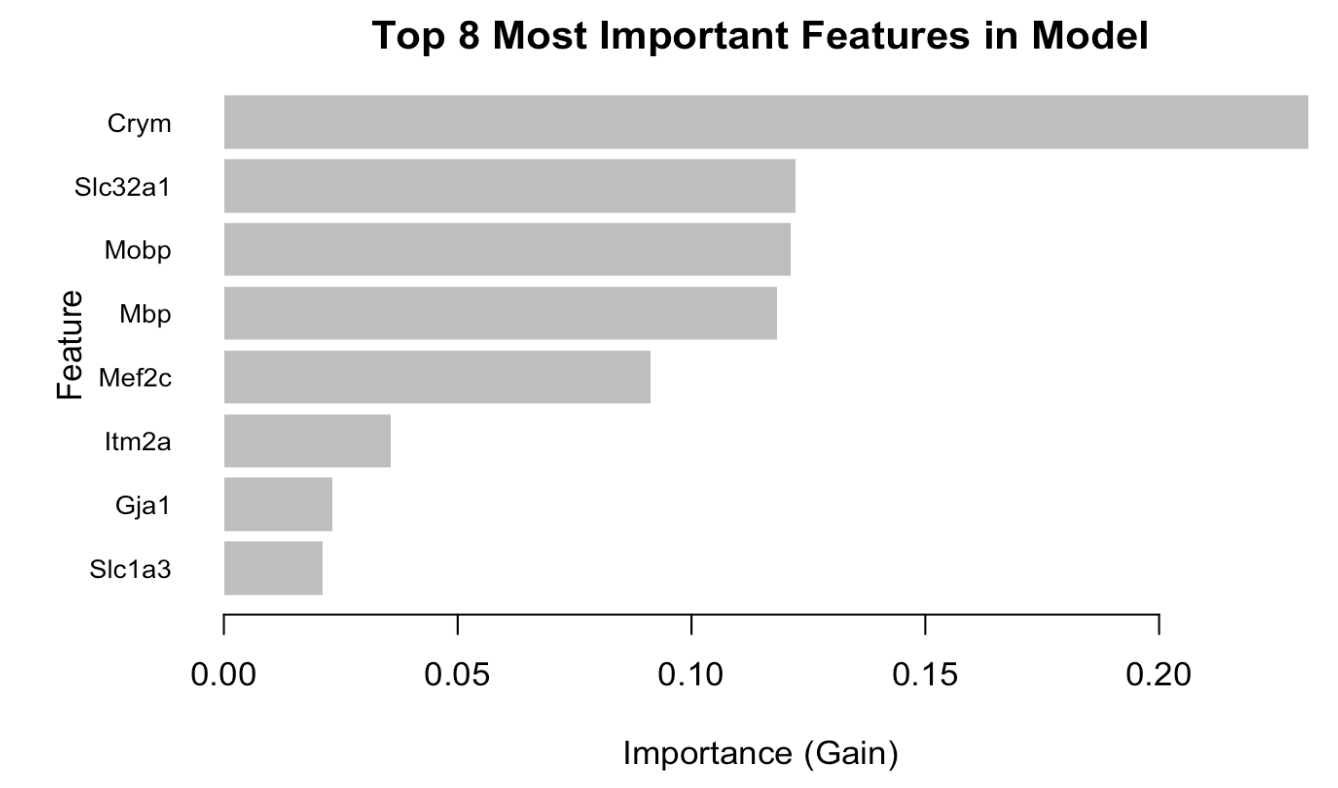 Top 8 Most Important Features in Model
Feature
Crym
Slc32a1
Mobp
Mbp
Mef2c
Itm2a
Gja1
Slc1a3
0.00 0.05 0.10 0.15 0.20
Importance (Gain)